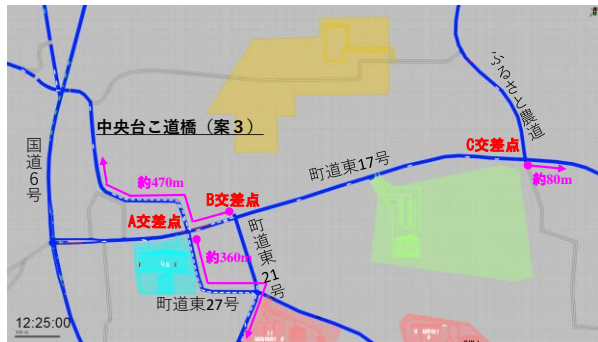 中央台こ道橋（案３）
ふるさと農道
国道６号
C交差点
町道東17号
約470m
約80m
B交差点
A交差点
町道東21号
約360m
町道東27号
12:25:00